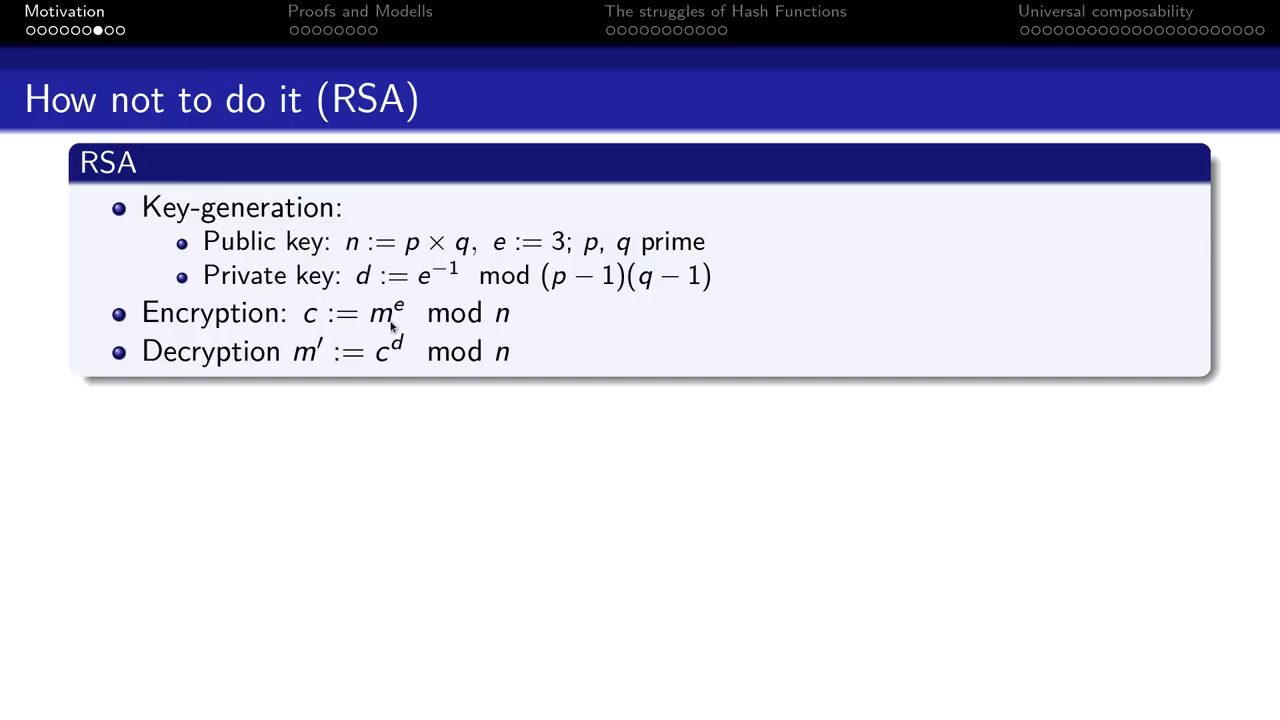 Motivation
Proofs and Modells
The struggles of Hash Functions
Universal composability
How not to do it (RSA)
RSA
Key-generation:
Public key: n := p × q, e := 3; p, q prime
Private key: d := e⁻¹ mod (p − 1)(q − 1)
Encryption: c := mᵉ mod n
Decryption m′ := cᵈ mod n